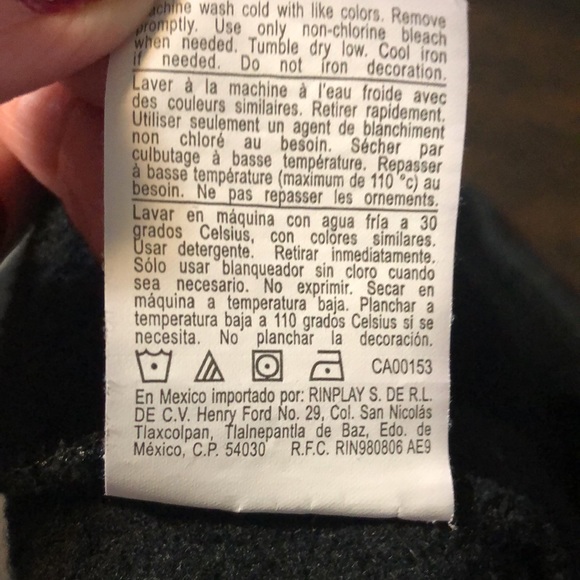 achine wash cold with like colors. Remove
promptly. Use only non-chlorine bleach
when needed. Tumble dry low. Cool iron
if needed. Do not iron decoration.
Laver à la machine à l'eau froide avec
des couleurs similaires. Retirer rapidement.
Utiliser seulement un agent de blanchiment
non chloré au besoin. Sécher par
culbutage à basse température. Repasser
à basse température (maximum de 110 °c) au
besoin. Ne pas repasser les ornements.
Lavar en máquina con agua fría a 30
grados Celsius, con colores similares.
Usar detergente. Retirar inmediatamente.
Sólo usar blanqueador sin cloro cuando
sea necesario. No exprimir. Secar en
máquina a temperatura baja. Planchar a
temperatura baja a 110 grados Celsius si se
necesita. No planchar la decoración.
CA00153
En Mexico importado por: RINPLAY S. DE R.L.
DE C.V. Henry Ford No. 29, Col. San Nicolás
Tlaxcolpan, Tlalnepantla de Baz, Edo. de
México, C.P. 54030 R.F.C. RIN980806 AE9